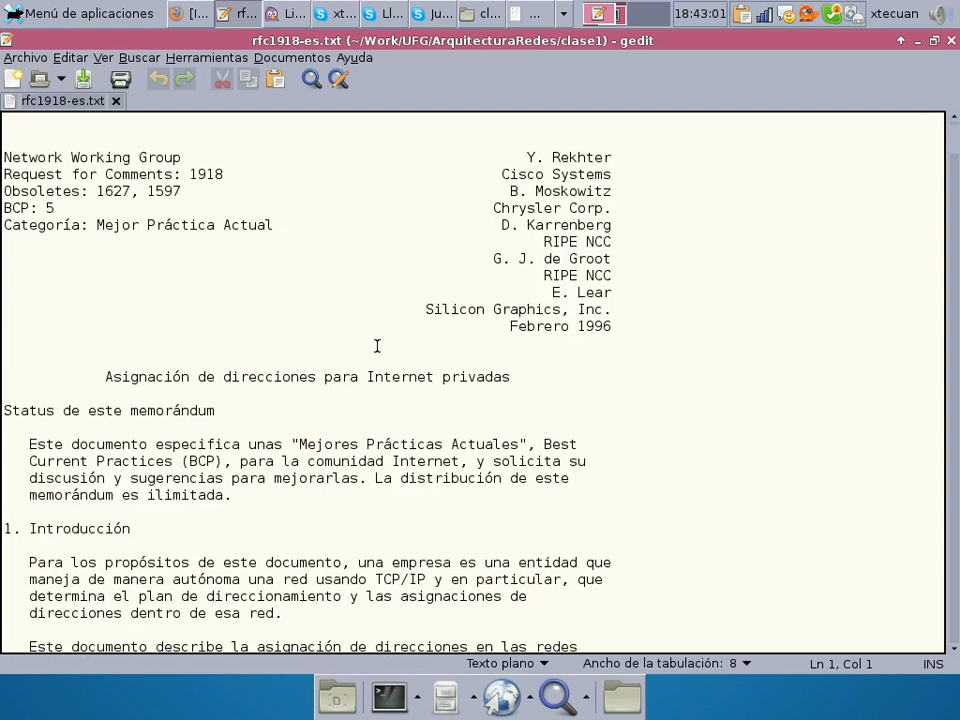 Menú de aplicaciones [I... rf... Li... xt... Ll... Ju... cl... ... 18:43:01 xtecuan
rfc1918-es.txt (~/Work/UFG/ArquitecturaRedes/clase1) - gedit
Archivo Editar Ver Buscar Herramientas Documentos Ayuda
rfc1918-es.txt
Network Working Group Y. Rekhter
Request for Comments: 1918 Cisco Systems
Obsoletes: 1627, 1597 B. Moskowitz
BCP: 5 Chrysler Corp.
Categoría: Mejor Práctica Actual D. Karrenberg
RIPE NCC
G. J. de Groot
RIPE NCC
E. Lear
Silicon Graphics, Inc.
Febrero 1996
Asignación de direcciones para Internet privadas
Status de este memorándum
Este documento especifica unas "Mejores Prácticas Actuales", Best
Current Practices (BCP), para la comunidad Internet, y solicita su
discusión y sugerencias para mejorarlas. La distribución de este
memorándum es ilimitada.
1. Introducción
Para los propósitos de este documento, una empresa es una entidad que
maneja de manera autónoma una red usando TCP/IP y en particular, que
determina el plan de direccionamiento y las asignaciones de
direcciones dentro de esa red.
Este documento describe la asignación de direcciones en las redes
Texto plano Ancho de la tabulación: 8 Ln 1, Col 1 INS